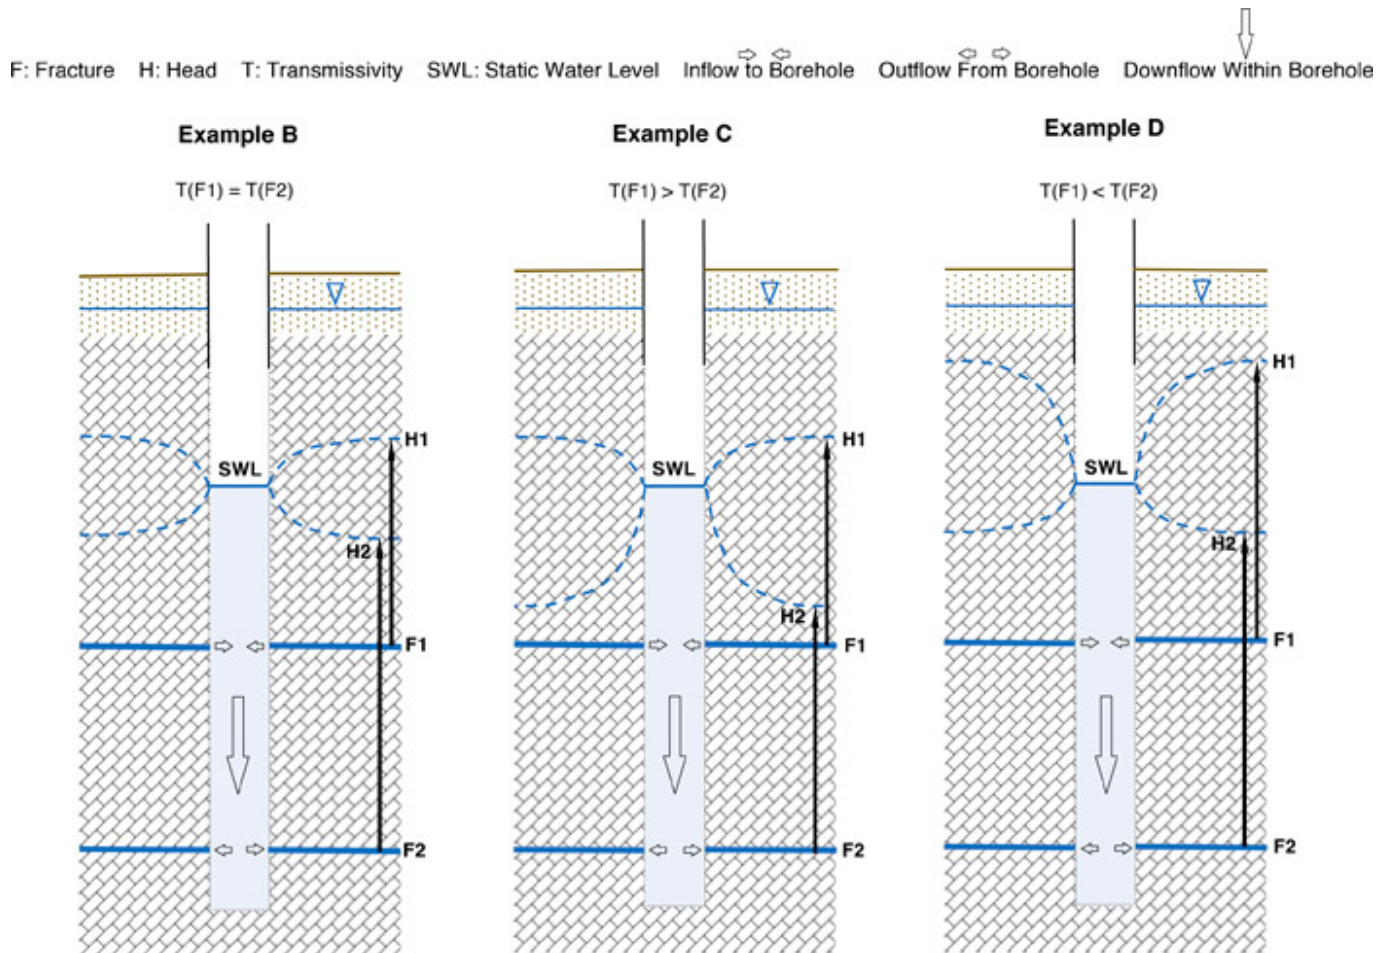 F: Fracture H: Head T: Transmissivity SWL: Static Water Level Inflow to Borehole Outflow From Borehole Downflow Within Borehole
Example B
T(F1) = T(F2)
SWL
H1
H2
F1
F2
Example C
T(F1) > T(F2)
SWL
H1
H2
F1
F2
Example D
T(F1) < T(F2)
H1
SWL
H2
F1
F2